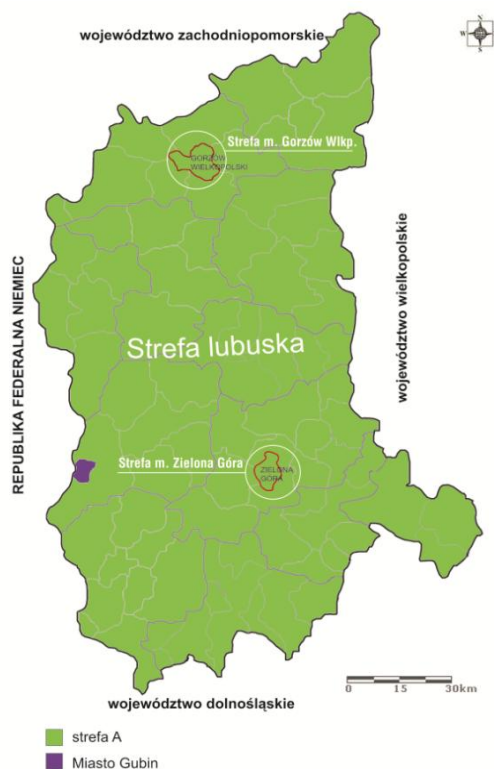 województwo zachodniopomorskie
N
W
E
S
Strefa m. Gorzów Wlkp.
GORZÓW
WIELKOPOLSKI
REPUBLIKA FEDERALNA NIEMIEC
województwo wielkopolskie
Strefa lubuska
Strefa m. Zielona Góra
ZIELONA
GÓRA
0 15 30km
województwo dolnośląskie
strefa A
Miasto Gubin